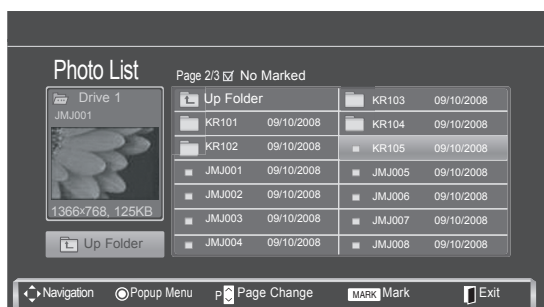 Photo List
Page 2/3 No Marked
Drive 1
JMJ001
1366x768, 125KB
Up Folder
Up Folder
KR101 09/10/2008
KR102 09/10/2008
JMJ001 09/10/2008
JMJ002 09/10/2008
JMJ003 09/10/2008
JMJ004 09/10/2008
KR103 09/10/2008
KR104 09/10/2008
KR105 09/10/2008
JMJ005 09/10/2008
JMJ006 09/10/2008
JMJ007 09/10/2008
JMJ008 09/10/2008
Navigation Popup Menu P Page Change MARK Mark Exit